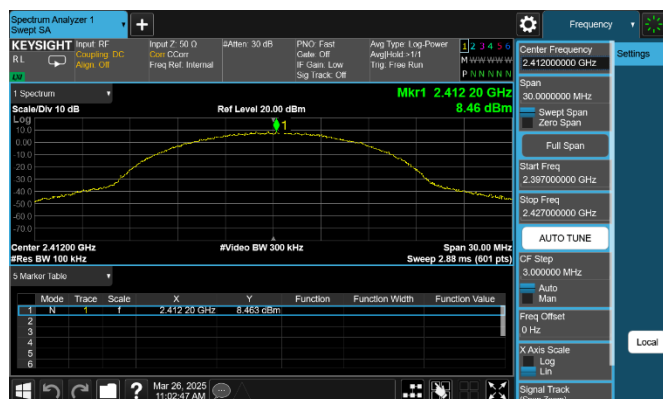 Spectrum Analyzer 1
Swept SA
+
Frequency
KEYSIGHT
Input: RF
Coupling: DC
Align: Off
Input Z: 50 Ω
Corr CCorr
Freq Ref: Internal
#Atten: 30 dB
PNO: Fast
Gate: Off
IF Gain: Low
Sig Track: Off
Avg Type: Log-Power
Avg|Hold:>1/1
Trig: Free Run
1 2 3 4 5 6
M W W W W W
P N N N N N
R L
LXI
Center Frequency
2.412000000 GHz
Settings
1 Spectrum
Mkr1 2.412 20 GHz
8.46 dBm
Scale/Div 10 dB
Ref Level 20.00 dBm
Log
10.0
0.00
-10.0
-20.0
-30.0
-40.0
-50.0
-60.0
-70.0
1
Center 2.41200 GHz
#Res BW 100 kHz
#Video BW 300 kHz
Span 30.00 MHz
Sweep 2.88 ms (601 pts)
Span
30.0000000 MHz
Swept Span
Zero Span
Full Span
Start Freq
2.397000000 GHz
Stop Freq
2.427000000 GHz
AUTO TUNE
CF Step
3.000000 MHz
Auto
Man
Freq Offset
0 Hz
X Axis Scale
Log
Lin
Signal Track
(Span Zoom)
Local
5 Marker Table
Mode Trace Scale X Y Function Function Width Function Value
1 N 1 f 2.412 20 GHz 8.463 dBm
2
3
4
5
6
?
Mar 26, 2025
11:02:47 AM